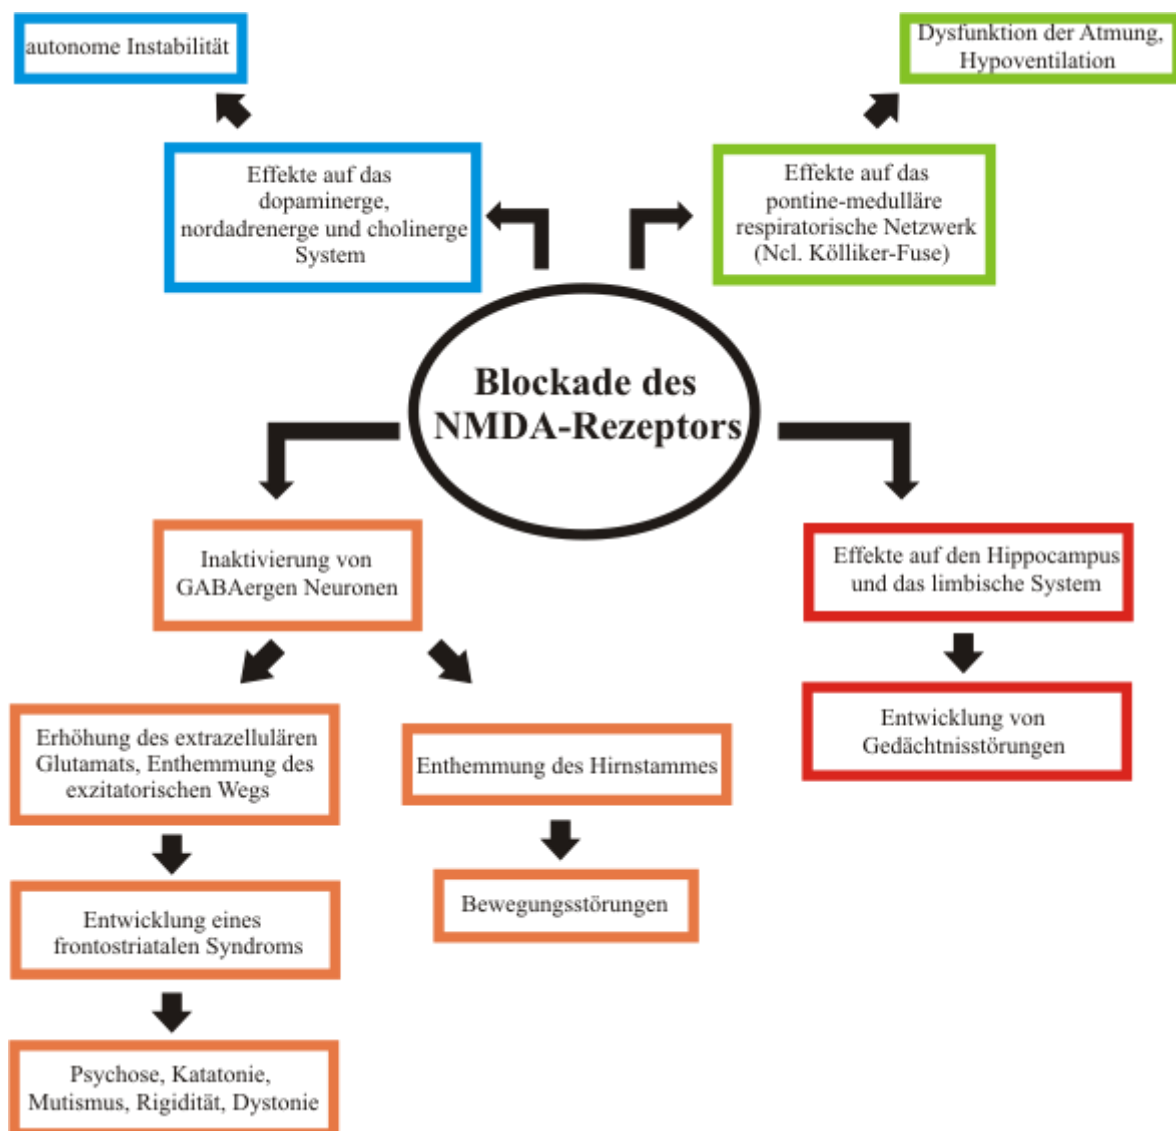 autonome Instabilität
Dysfunktion der Atmung,
Hypoventilation
Effekte auf das
dopaminerge,
nordadrenerge und cholinerge
System
Effekte auf das
pontine-medulläre
respiratorische Netzwerk
(Ncl. Kölliker-Fuse)
Blockade des
NMDA-Rezeptors
Inaktivierung von
GABAergen Neuronen
Effekte auf den Hippocampus
und das limbische System
Erhöhung des extrazellulären
Glutamats, Enthemmung des
exzitatorischen Wegs
Enthemmung des Hirnstammes
Entwicklung von
Gedächtnisstörungen
Entwicklung eines
frontostriatalen Syndroms
Bewegungsstörungen
Psychose, Katatonie,
Mutismus, Rigidität, Dystonie